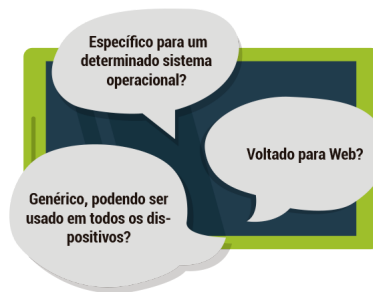 Específico para um
determinado sistema
operacional?
Voltado para Web?
Genérico, podendo ser
usado em todos os dis-
positivos?